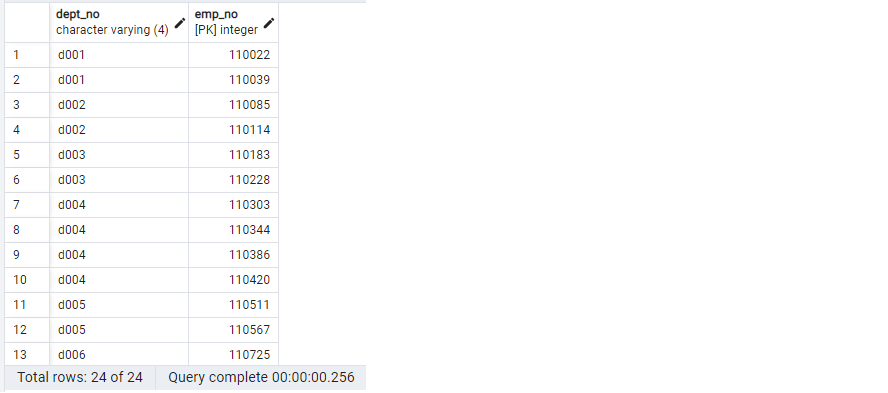 dept_no emp_no
character varying (4) [PK] integer
1 d001 110022
2 d001 110039
3 d002 110085
4 d002 110114
5 d003 110183
6 d003 110228
7 d004 110303
8 d004 110344
9 d004 110386
10 d004 110420
11 d005 110511
12 d005 110567
13 d006 110725
Total rows: 24 of 24 Query complete 00:00:00.256